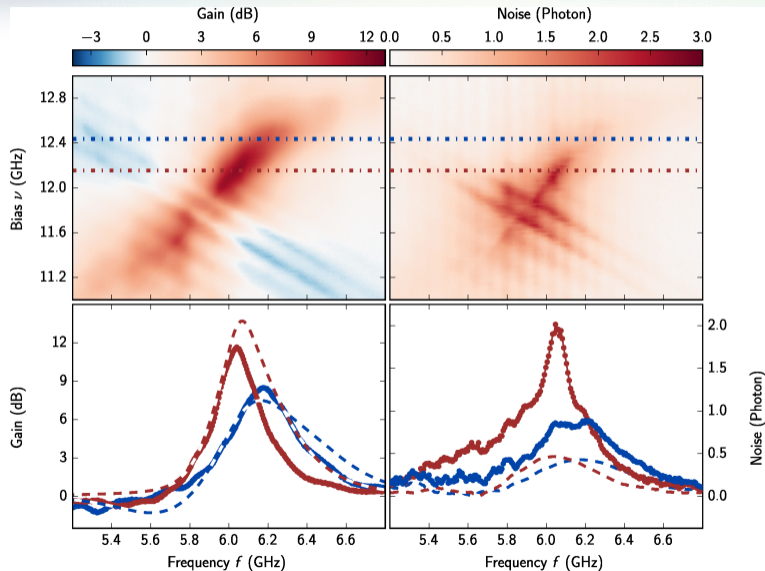 Gain (dB)
Noise (Photon)
−3 0 3 6 9 12
0.0 0.5 1.0 1.5 2.0 2.5 3.0
Bias ν (GHz)
12.8
12.4
12.0
11.6
11.2
Gain (dB)
12
9
6
3
0
2.0
1.5
1.0
0.5
0.0
Noise (Photon)
5.4 5.6 5.8 6.0 6.2 6.4 6.6
5.4 5.6 5.8 6.0 6.2 6.4 6.6
Frequency f (GHz)
Frequency f (GHz)